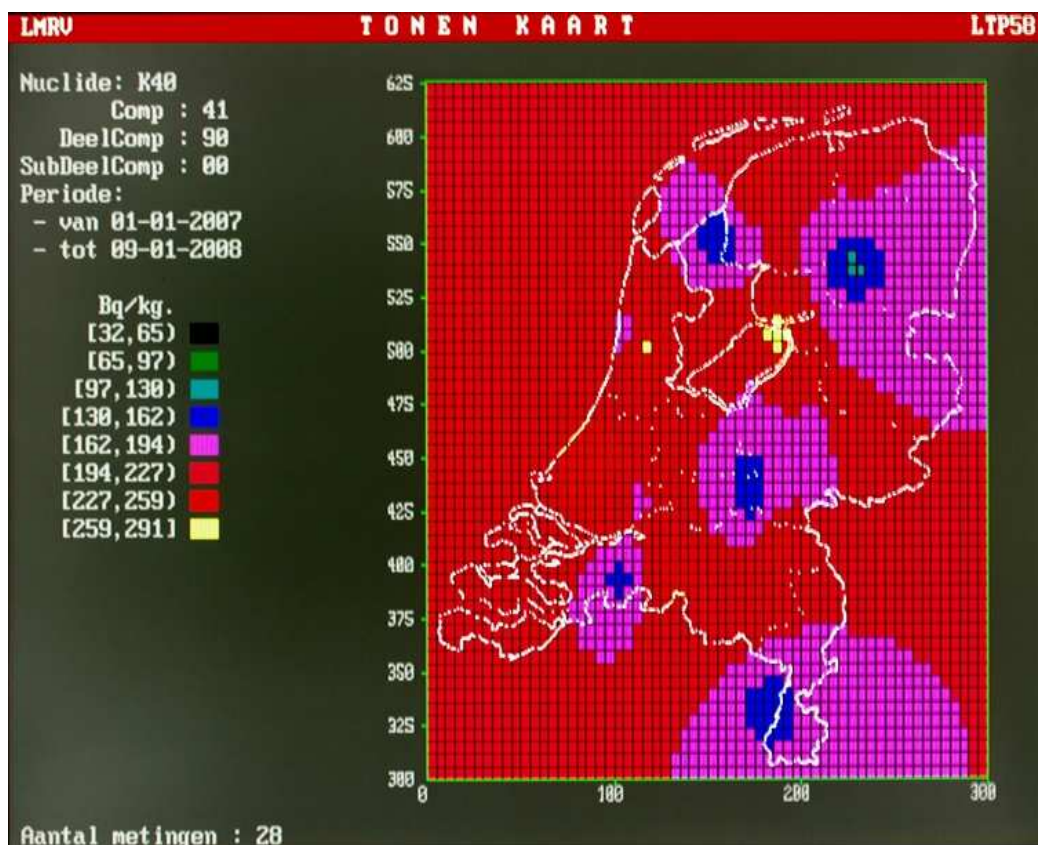 LMRV TONEN KAART LTP58
Nuclide: K40
Comp : 41
DeelComp : 90
SubDeelComp : 00
Periode:
- van 01-01-2007
- tot 09-01-2008
Bq/kg.
[32,65)
[65,97)
[97,130)
[130,162)
[162,194)
[194,227)
[227,259)
[259,291]
625
600
575
550
525
500
475
450
425
400
375
350
325
300
0 100 200 300
Aantal metingen : 28